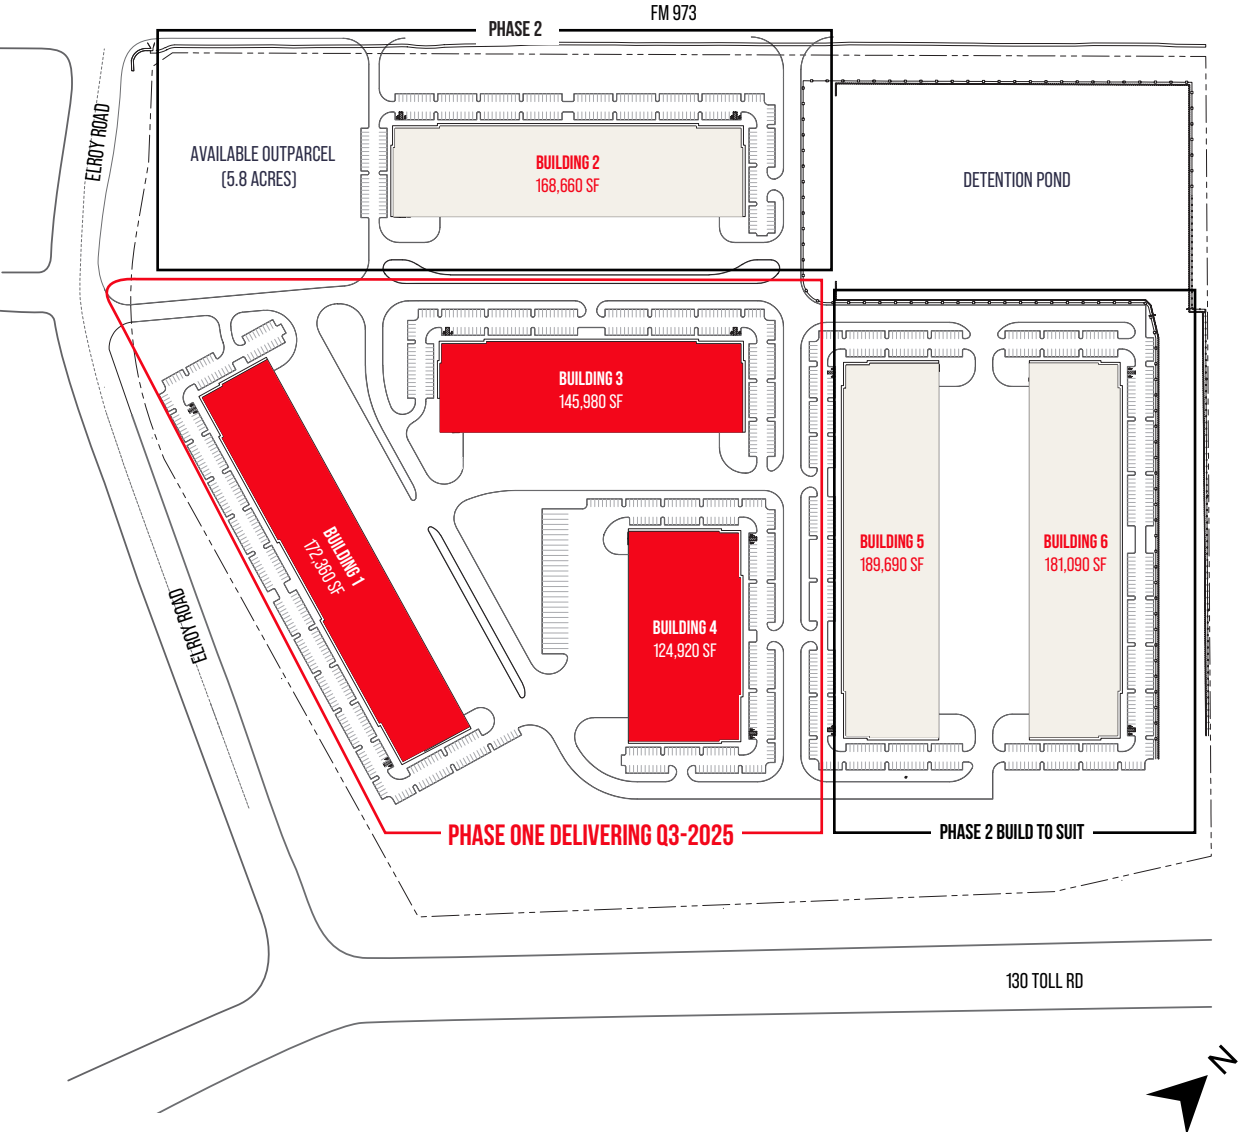 FM 973
PHASE 2
ELROY ROAD
AVAILABLE OUTPARCEL
(5.8 ACRES)
BUILDING 2
168,660 SF
DETENTION POND
BUILDING 3
145,980 SF
BUILDING 1
172,360 SF
BUILDING 5
189,690 SF
BUILDING 6
181,090 SF
ELROY ROAD
BUILDING 4
124,920 SF
PHASE ONE DELIVERING Q3-2025
PHASE 2 BUILD TO SUIT
130 TOLL RD
N